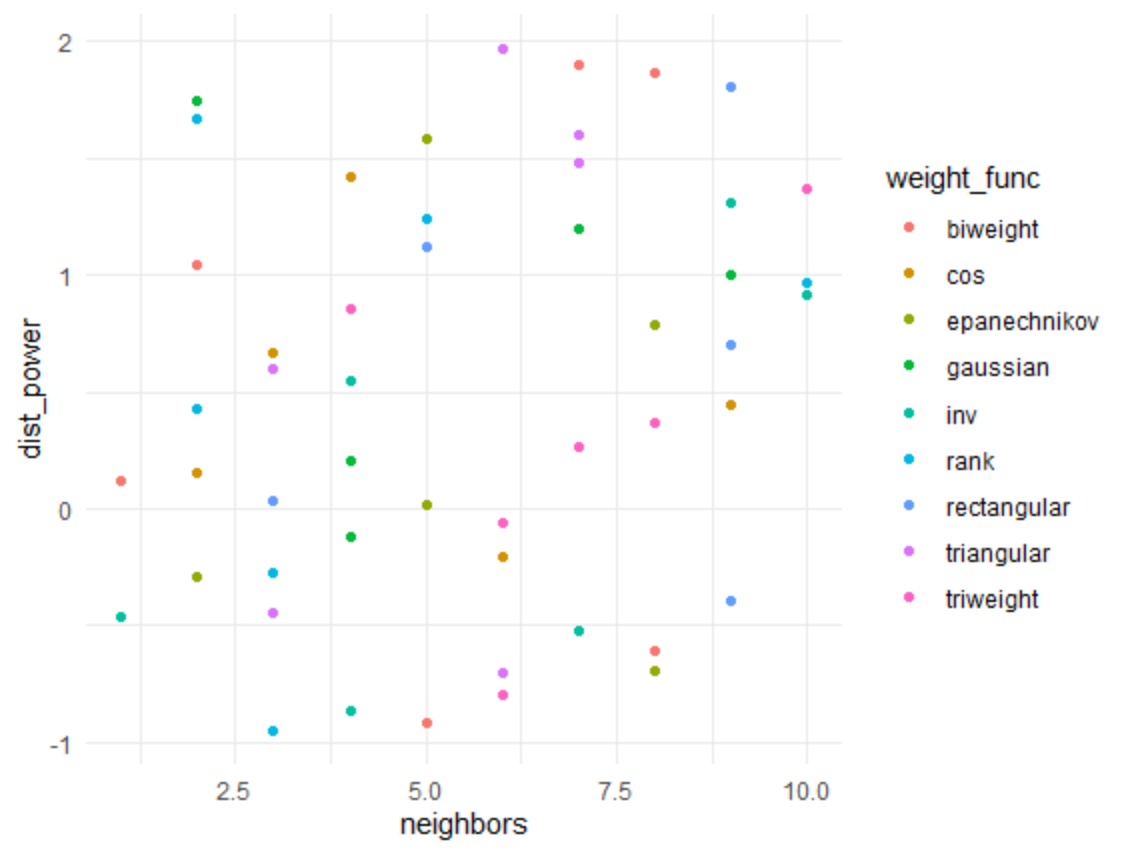 2
1
0
-1
dist_power
2.5 5.0 7.5 10.0
neighbors
weight_func
biweight
cos
epanechnikov
gaussian
inv
rank
rectangular
triangular
triweight